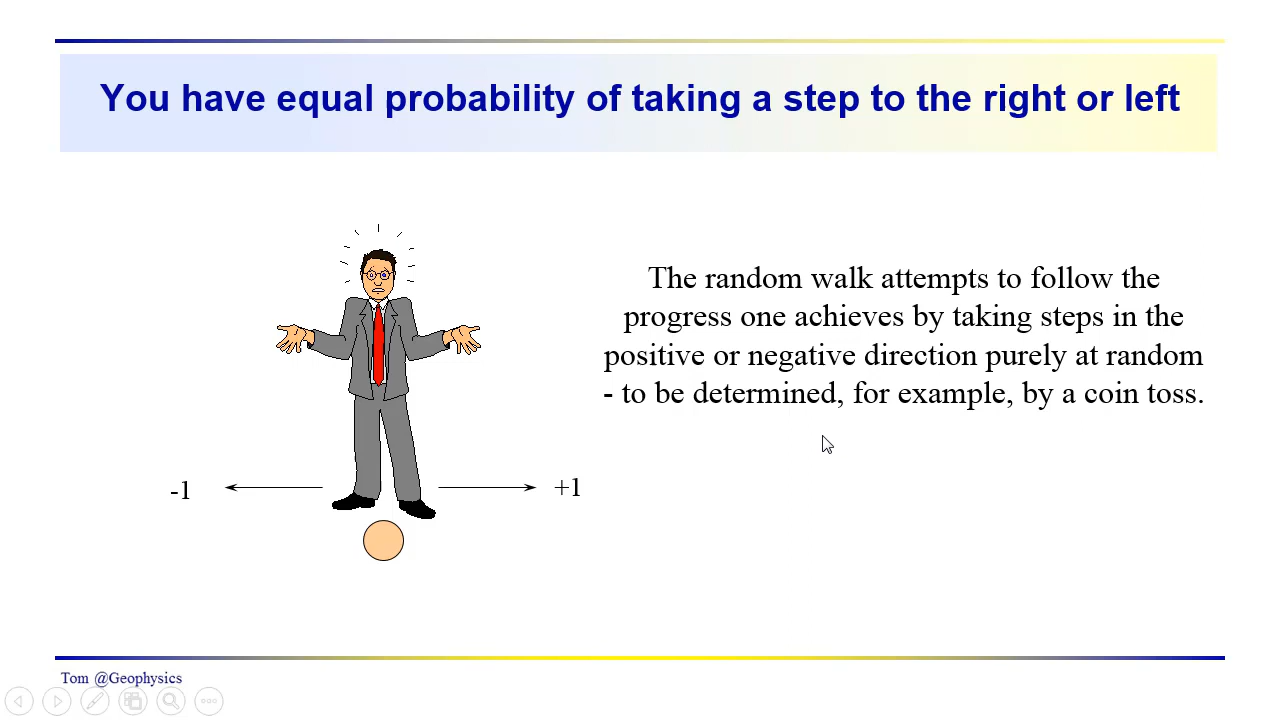 You have equal probability of taking a step to the right or left
The random walk attempts to follow the
progress one achieves by taking steps in the
positive or negative direction purely at random
- to be determined, for example, by a coin toss.
-1
+1
Tom @Geophysics